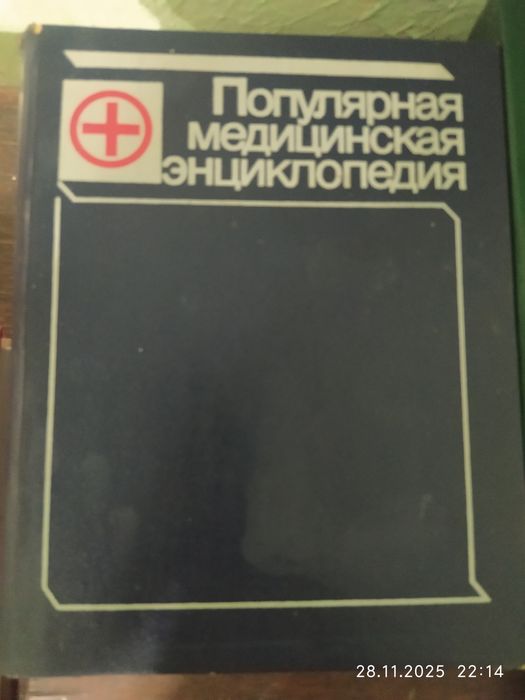 Популярная
медицинская
энциклопедия
28.11.2025 22:14